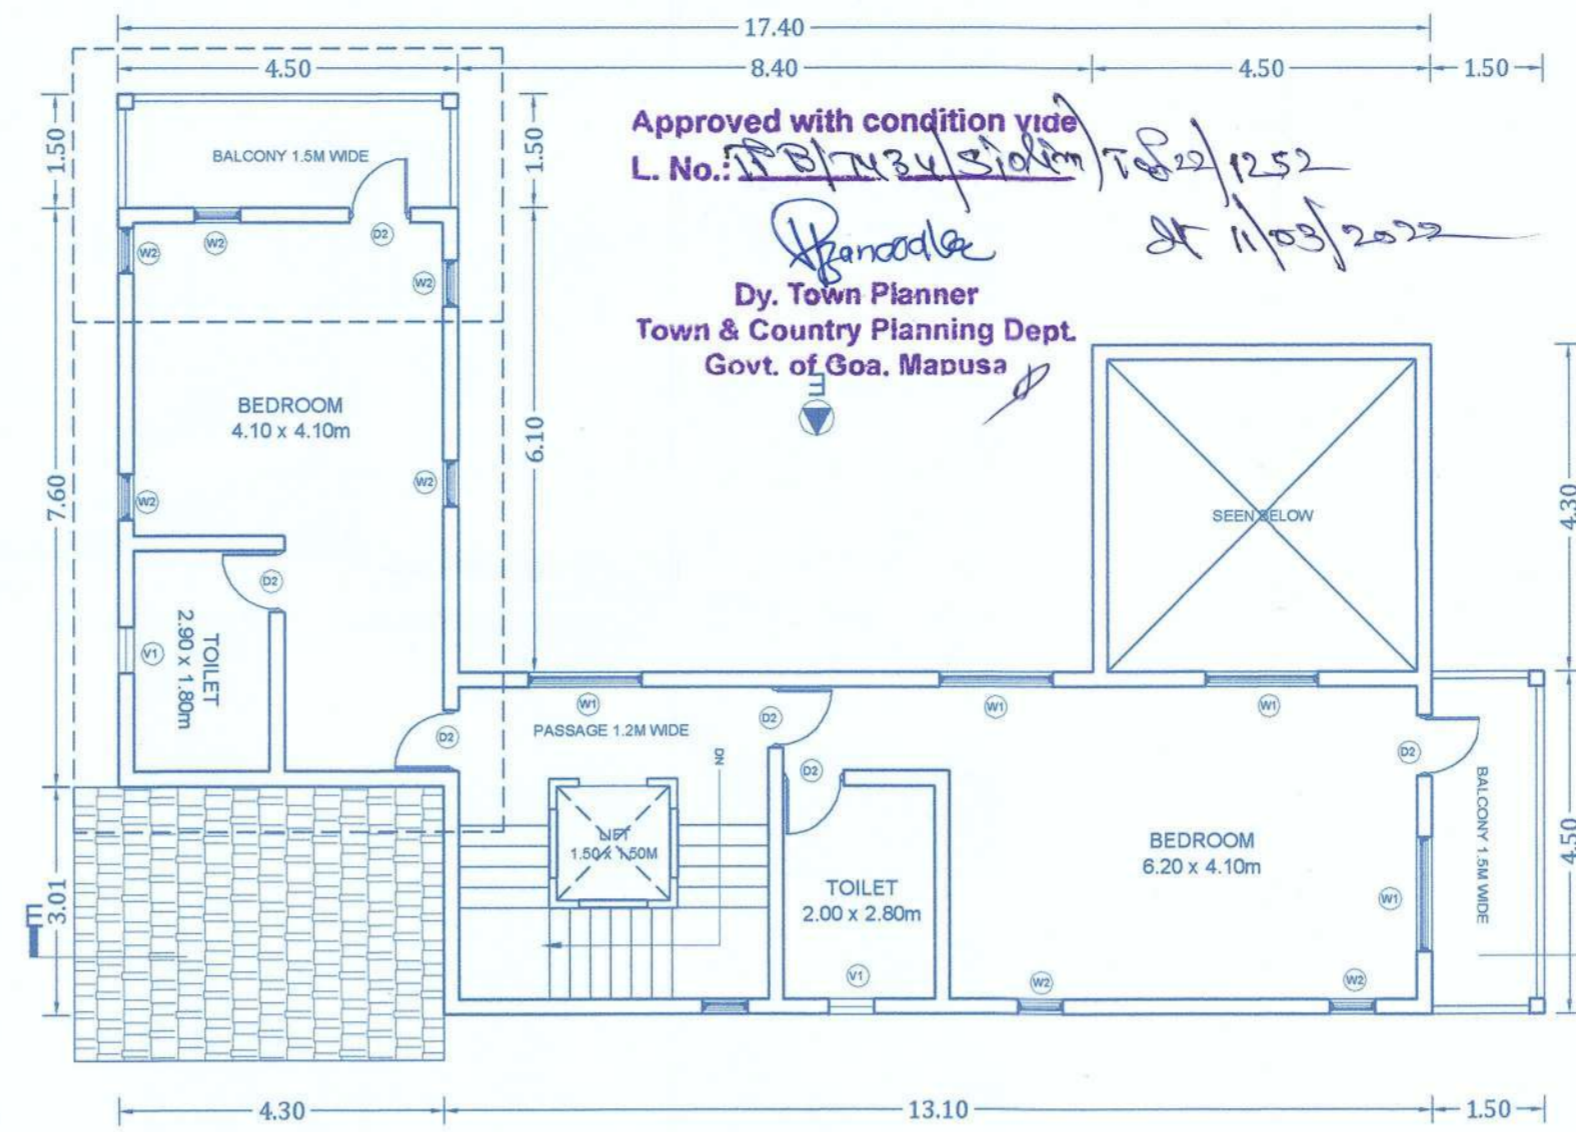 17.40
4.50 8.40 4.50 1.50
1.50
1.50
BALCONY 1.5M WIDE
Approved with condition vide
L. No.: TPB/7434/Siolim/TCP22/1252
dt 11/03/2022
Dy. Town Planner
Town & Country Planning Dept.
Govt. of Goa. Mapusa
E
W2 W2 D2
W2
BEDROOM
4.10 x 4.10m
7.60
6.10
W2 W2
SEEN BELOW
4.30
D2
TOILET
2.90 x 1.80m
V1
D2
W1
PASSAGE 1.2M WIDE
D2
W1
W1
D2
DN
D2
LIFT
1.50 x 1.50M
BEDROOM
6.20 x 4.10m
BALCONY 1.5M WIDE
4.50
3.01
E
TOILET
2.00 x 2.80m
W1
V1
W2
W2
4.30 13.10 1.50